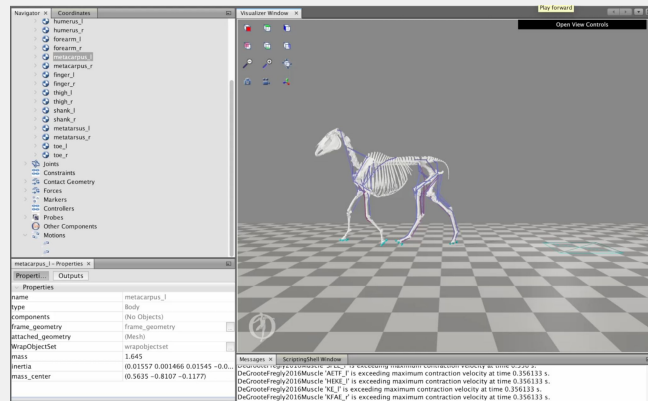 Navigator × Coordinates
humerus_l
humerus_r
forearm_l
forearm_r
metacarpus_l
metacarpus_r
finger_l
finger_r
thigh_l
thigh_r
shank_l
shank_r
metatarsus_l
metatarsus_r
toe_l
toe_r
Joints
Constraints
Contact Geometry
Forces
Markers
Controllers
Probes
Other Components
Motions
metacarpus_l - Properties ×
Properti... Outputs
Properties
name metacarpus_l
type Body
components (No Objects)
frame_geometry frame_geometry
attached_geometry (Mesh)
WrapObjectSet wrapobjectset
mass 1.645
inertia (0.01557 0.001466 0.01545 -0.0...
mass_center (0.5635 -0.8107 -0.1177)
Visualizer Window ×
Play forward
Open View Controls
Messages × ScriptingShell Window
DeGrooteFregly2016Muscle 'AETF_l' is exceeding maximum contraction velocity at time 0.356133 s.
DeGrooteFregly2016Muscle 'HEKE_l' is exceeding maximum contraction velocity at time 0.356133 s.
DeGrooteFregly2016Muscle 'KE_l' is exceeding maximum contraction velocity at time 0.356133 s.
DeGrooteFregly2016Muscle 'KFAE_r' is exceeding maximum contraction velocity at time 0.356133 s.